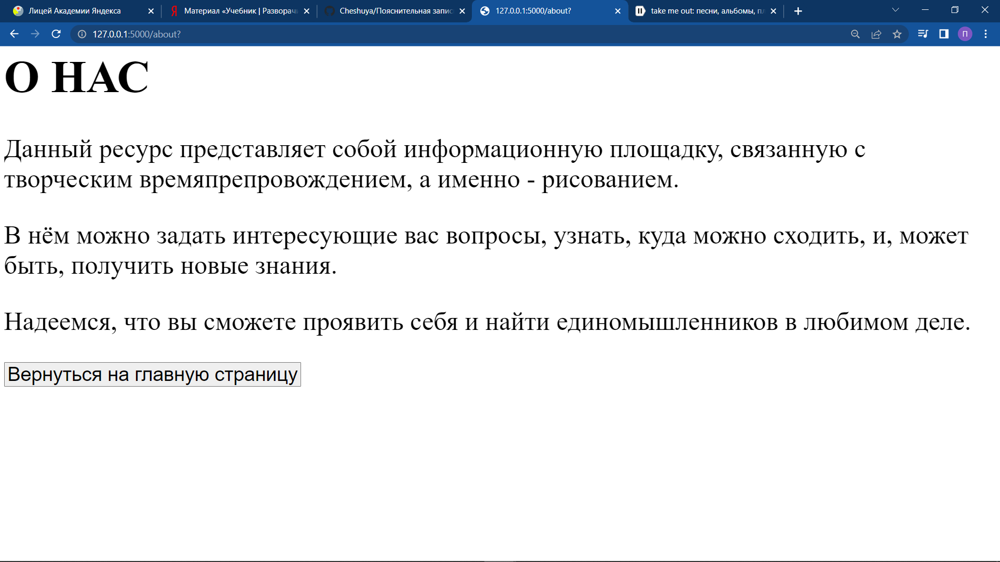 Лицей Академии Яндекса
Материал «Учебник | Разворачи
Cheshuya/Пояснительная запис
127.0.0.1:5000/about?
take me out: песни, альбомы, пл
127.0.0.1:5000/about?
П
О НАС
Данный ресурс представляет собой информационную площадку, связанную с
творческим времяпрепровождением, а именно - рисованием.
В нём можно задать интересующие вас вопросы, узнать, куда можно сходить, и, может
быть, получить новые знания.
Надеемся, что вы сможете проявить себя и найти единомышленников в любимом деле.
Вернуться на главную страницу